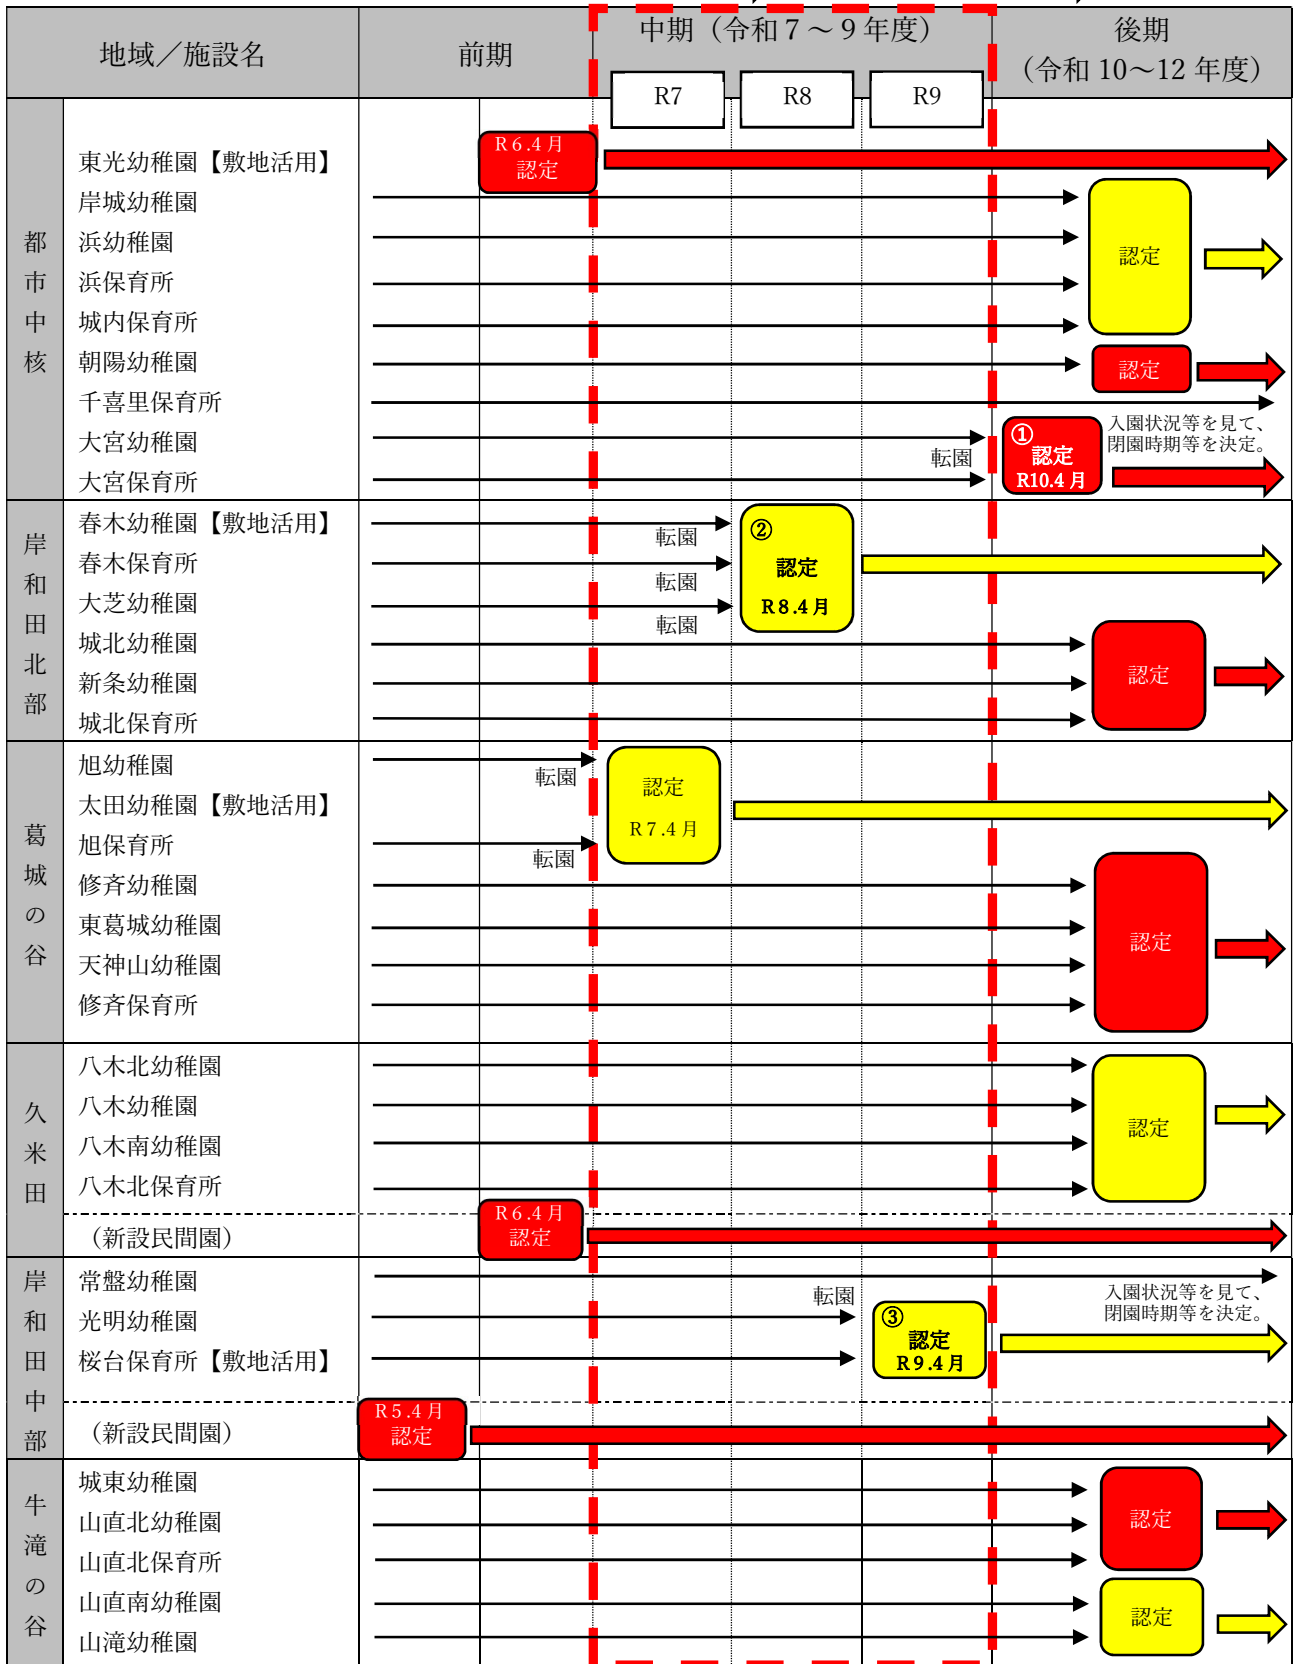 地域／施設名
前期
中期（令和７～９年度）
後期
（令和 10～12 年度）
R7
R8
R9
都市中核
東光幼稚園【敷地活用】
R６.４月
認定
岸城幼稚園
浜幼稚園
浜保育所
城内保育所
認定
朝陽幼稚園
認定
千喜里保育所
大宮幼稚園
大宮保育所
転園
①
認定
R10.４月
入園状況等を見て、
閉園時期等を決定。
岸和田北部
春木幼稚園【敷地活用】
転園
春木保育所
転園
大芝幼稚園
転園
②
認定
R８.４月
城北幼稚園
新条幼稚園
城北保育所
認定
葛城の谷
旭幼稚園
転園
太田幼稚園【敷地活用】
旭保育所
転園
認定
R７.４月
修斉幼稚園
東葛城幼稚園
天神山幼稚園
修斉保育所
認定
久米田
八木北幼稚園
八木幼稚園
八木南幼稚園
八木北保育所
認定
（新設民間園）
R６.４月
認定
岸和田中部
常盤幼稚園
光明幼稚園
転園
桜台保育所【敷地活用】
③
認定
R９.４月
入園状況等を見て、
閉園時期等を決定。
（新設民間園）
R５.４月
認定
牛滝の谷
城東幼稚園
山直北幼稚園
山直北保育所
認定
山直南幼稚園
山滝幼稚園
認定